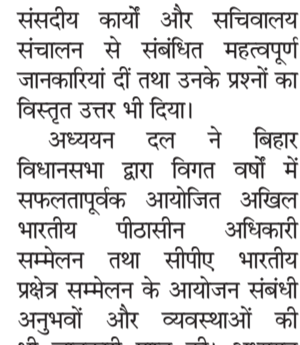 संसदीय कार्यों और सचिवालय
संचालन से संबंधित महत्वपूर्ण
जानकारियां दीं तथा उनके प्रश्नों का
विस्तृत उत्तर भी दिया।
अध्ययन दल ने बिहार
विधानसभा द्वारा विगत वर्षों में
सफलतापूर्वक आयोजित अखिल
भारतीय पीठासीन अधिकारी
सम्मेलन तथा सीपीए भारतीय
प्रक्षेत्र सम्मेलन के आयोजन संबंधी
अनुभवों और व्यवस्थाओं की